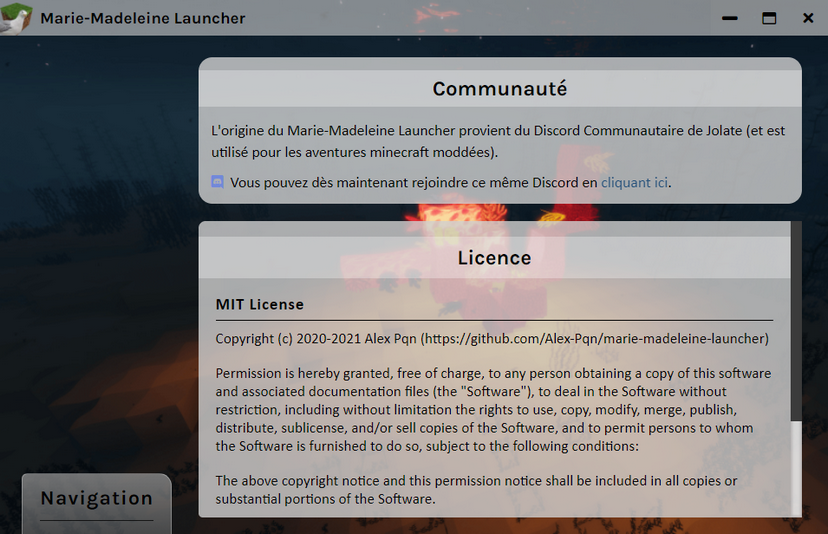 Marie-Madeleine Launcher
Communauté
L'origine du Marie-Madeleine Launcher provient du Discord Communautaire de Jolate (et est
utilisé pour les aventures minecraft moddées).
Vous pouvez dès maintenant rejoindre ce même Discord en cliquant ici.
Licence
MIT License
Copyright (c) 2020-2021 Alex Pqn (https://github.com/Alex-Pqn/marie-madeleine-launcher)
Permission is hereby granted, free of charge, to any person obtaining a copy of this software
and associated documentation files (the "Software"), to deal in the Software without
restriction, including without limitation the rights to use, copy, modify, merge, publish,
distribute, sublicense, and/or sell copies of the Software, and to permit persons to whom
the Software is furnished to do so, subject to the following conditions:
The above copyright notice and this permission notice shall be included in all copies or
substantial portions of the Software.
Navigation